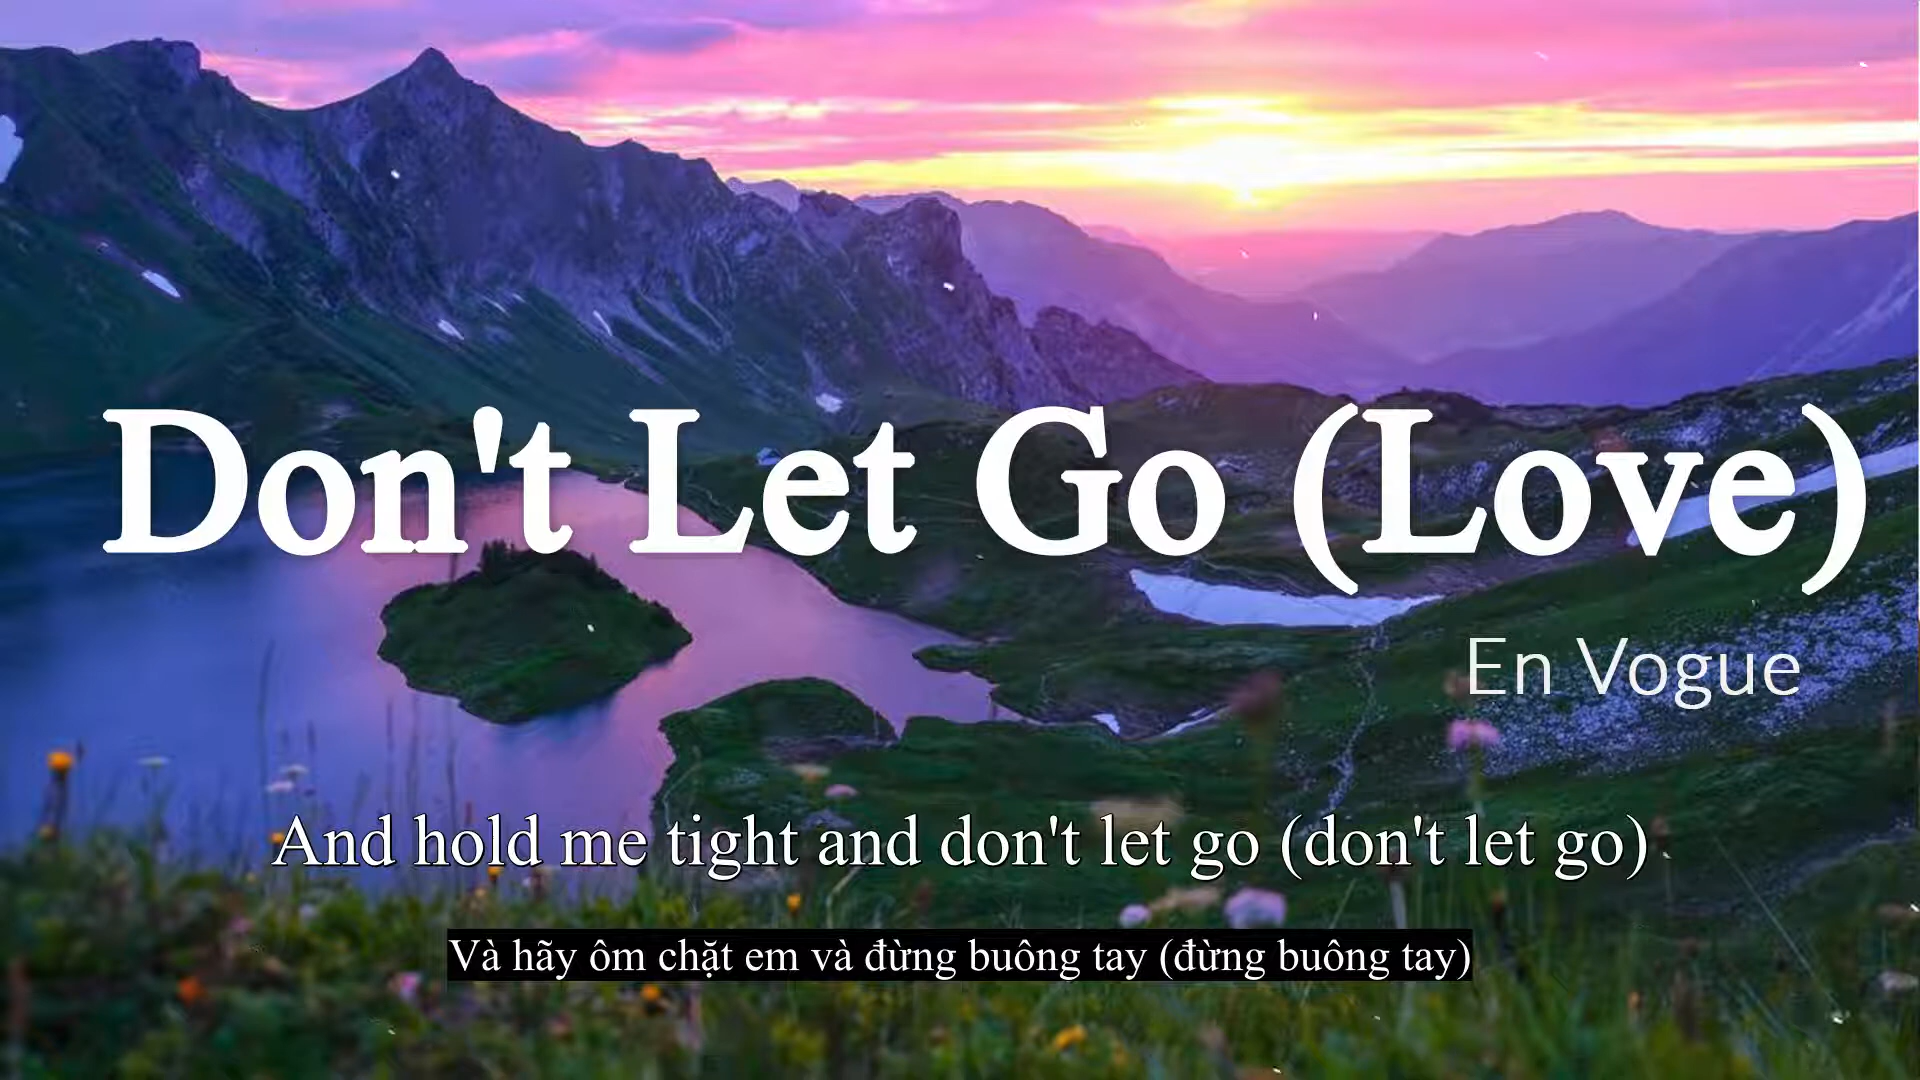 Don't Let Go (Love)
En Vogue
And hold me tight and don't let go (don't let go)
Và hãy ôm chặt em và đừng buông tay (đừng buông tay)